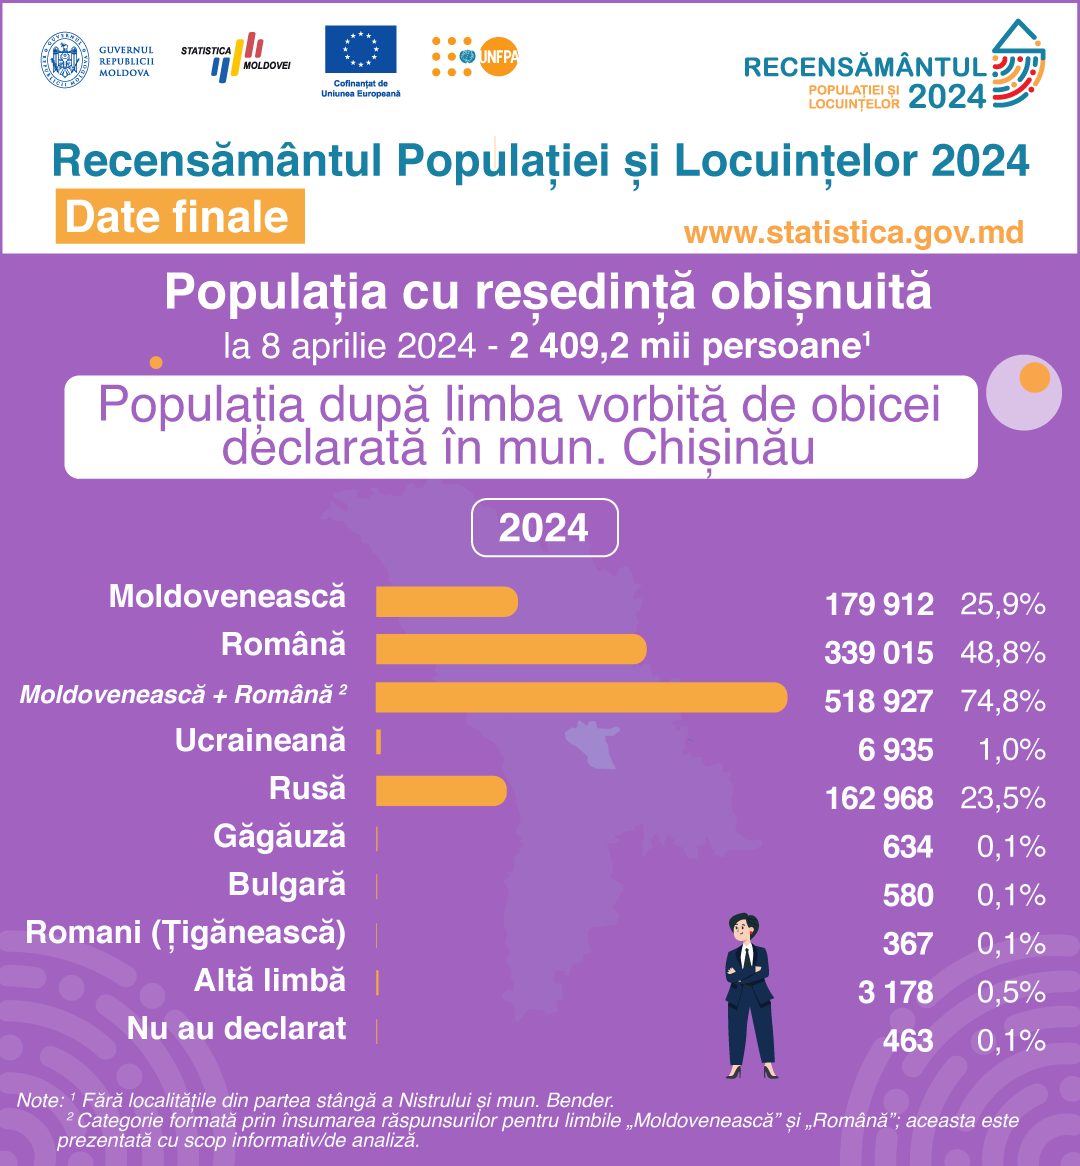 GUVERNUL
REPUBLICII
MOLDOVA
STATISTICA
MOLDOVEI
Cofinanțat de
Uniunea Europeană
UNFPA
RECENSĂMÂNTUL
POPULAȚIEI ȘI
LOCUINȚELOR
2024
Recensământul Populației și Locuințelor 2024
Date finale
www.statistica.gov.md
Populația cu reședință obișnuită
la 8 aprilie 2024 - 2 409,2 mii persoane¹
Populația după limba vorbită de obicei
declarată în mun. Chișinău
2024
Moldovenească 179 912 25,9%
Română 339 015 48,8%
Moldovenească + Română ² 518 927 74,8%
Ucraineană 6 935 1,0%
Rusă 162 968 23,5%
Găgăuză 634 0,1%
Bulgară 580 0,1%
Romani (Țigănească) 367 0,1%
Altă limbă 3 178 0,5%
Nu au declarat 463 0,1%
Note: ¹ Fără localitățile din partea stângă a Nistrului și mun. Bender.
² Categorie formată prin însumarea răspunsurilor pentru limbile „Moldovenească” și „Română”; aceasta este
prezentată cu scop informativ/de analiză.